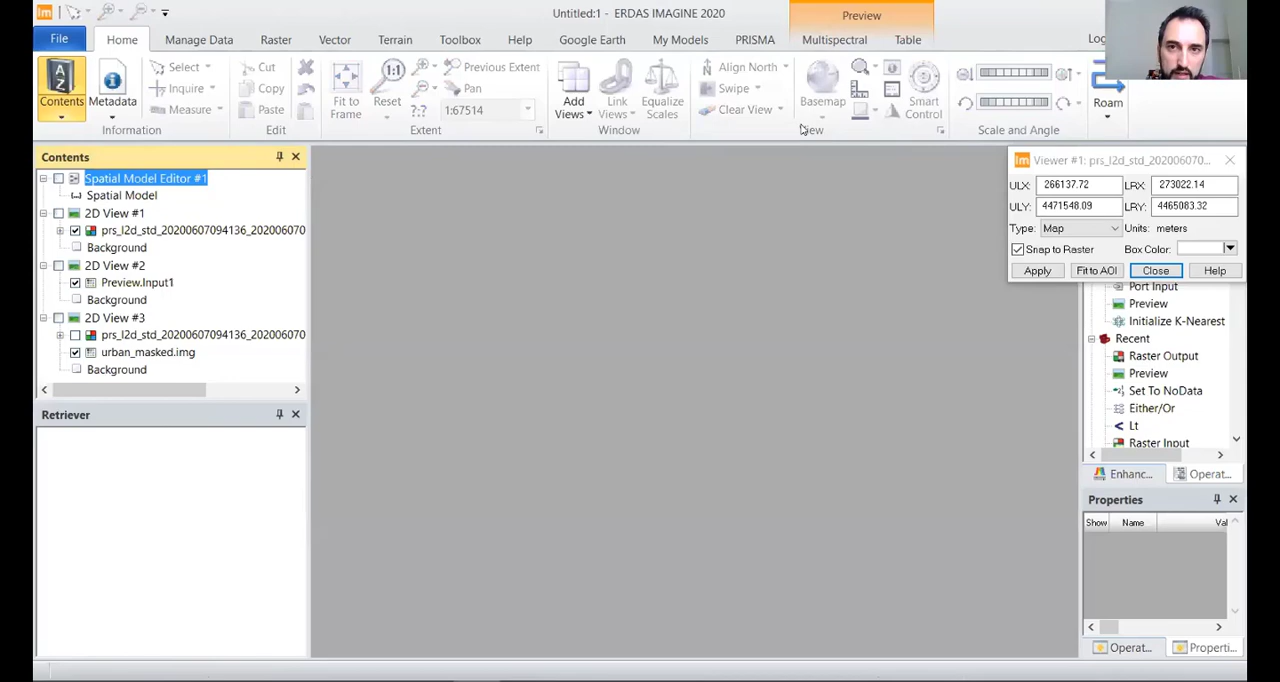 Untitled:1 - ERDAS IMAGINE 2020
Preview
File
Home
Manage Data
Raster
Vector
Terrain
Toolbox
Help
Google Earth
My Models
PRISMA
Multispectral
Table
Contents
Metadata
Select
Inquire
Measure
Information
Cut
Copy
Paste
Edit
Fit to
Frame
1:1
Reset
Previous Extent
Pan
?:?
1:67514
Extent
Add
Views
Link
Views
Equalize
Scales
Window
Align North
Swipe
Clear View
Basemap
Smart
Control
View
Scale and Angle
Roam
Contents
Spatial Model Editor #1
Spatial Model
2D View #1
prs_l2d_std_20200607094136_20200607​0
Background
2D View #2
Preview.Input1
Background
2D View #3
prs_l2d_std_20200607094136_202006070
urban_masked.img
Background
Retriever
Viewer #1: prs_l2d_std_202006070...
ULX: 266137.72 LRX: 273022.14
ULY: 4471548.09 LRY: 4465083.32
Type: Map Units: meters
Snap to Raster Box Color:
Apply Fit to AOI Close Help
Port Input
Preview
Initialize K-Nearest
Recent
Raster Output
Preview
Set To NoData
Either/Or
Lt
Raster Input
Enhanc... Operat...
Properties
Show Name Val
Operat... Properti...